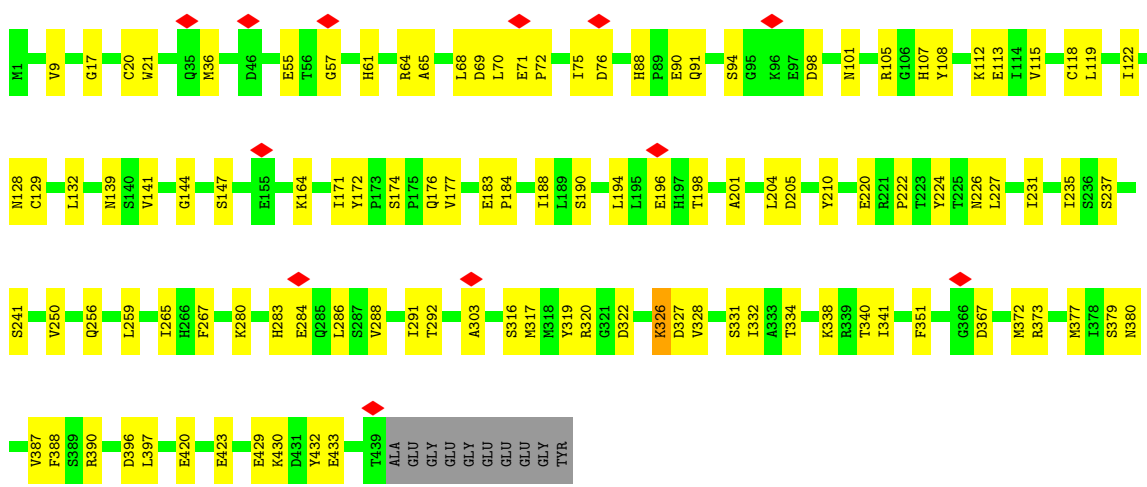 M1 V9 G17 C20 W21 Q35 M36 D46 E55 T56 G57 H61 R64 A65 L68 D69 L70 E71 P72 I75 D76 H88 P89 E90 Q91 S94 G95 K96 E97 D98 N101 R105 G106 H107 Y108 K112 E113 I114 V115 C118 L119 I122
N128 C129 L132 N139 S140 V141 G144 S147 E155 K164 I171 Y172 P173 S174 P175 Q176 V177 E183 P184 I188 L189 S190 L194 L195 E196 H197 T198 A201 L204 D205 Y210 E220 R221 P222 T223 Y224 T225 N226 L227 I231 I235 S236 S237
S241 V250 Q256 L259 I265 H266 F267 K280 H283 E284 Q285 L286 S287 V288 I291 T292 A303 S316 M317 M318 Y319 R320 G321 D322 K326 D327 V328 S331 I332 A333 T334 K338 R339 T340 I341 F351 G366 D367 M372 R373 M377 I378 S379 N380
V387 F388 S389 R390 D396 L397 E420 E423 E429 K430 D431 Y432 E433 T439 ALA GLU GLY GLU GLU GLY GLU GLU GLU GLY TYR